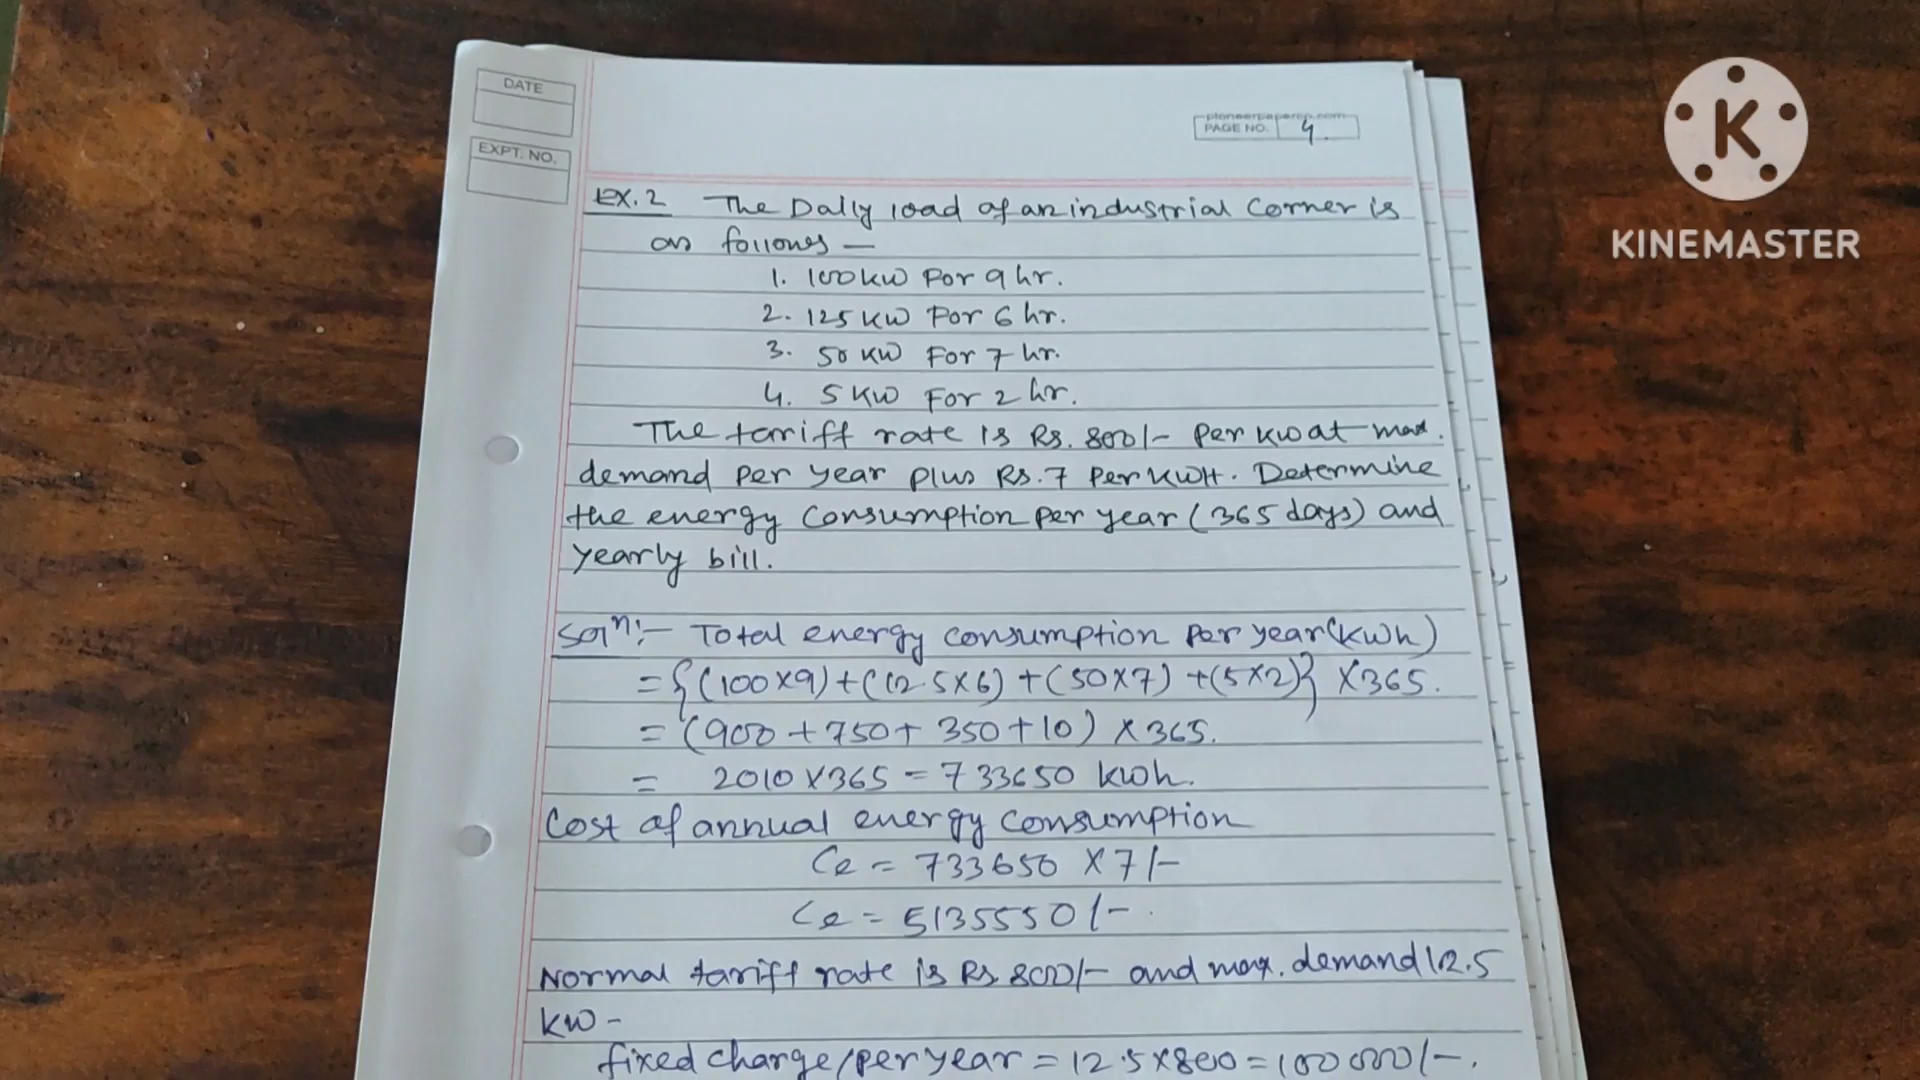 DATE
EXPT. NO.
pioneerpaperco.com
PAGE NO. 4.
K
KINEMASTER
Ex. 2 The Daily load of an industrial Corner is
as follows —
1. 100 kW For 9 hr.
2. 125 KW For 6 hr.
3. 50 KW For 7 hr.
4. 5 KW For 2 hr.
The tariff rate is Rs. 800/- Per KW at max.
demand per year plus Rs. 7 Per KWH. Determine
the energy Consumption per year (365 days) and
yearly bill.
Solⁿ:- Total energy consumption per year (Kwh)
= {(100×9) + (12.5×6) + (50×7) + (5×2)} ×365.
= (900 + 750 + 350 + 10) × 365.
= 2010 × 365 = 733650 kwh.
Cost of annual energy Consumption
Ce = 733650 × 7/-
Ce = 5135550/- .
Normal tariff rate is Rs 800/- and max. demand 12.5
KW -
fixed charge/per year = 12.5×800 = 100000/-.